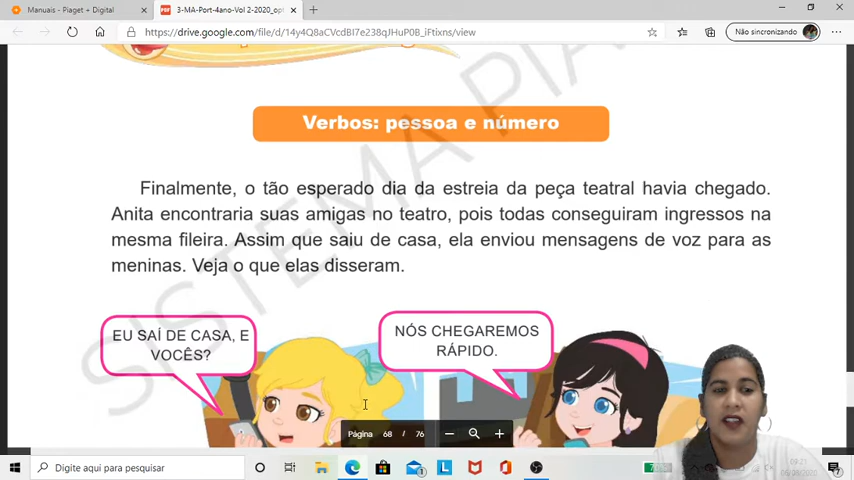 Manuais - Piaget + Digital
3-MA-Port-4ano-Vol 2-2020_opt
https://drive.google.com/file/d/14y4Q8aCVcdBI7e238qJHuP0B_iFtixns/view
Não sincronizando
SISTEMA PIA
Verbos: pessoa e número
Finalmente, o tão esperado dia da estreia da peça teatral havia chegado.
Anita encontraria suas amigas no teatro, pois todas conseguiram ingressos na
mesma fileira. Assim que saiu de casa, ela enviou mensagens de voz para as
meninas. Veja o que elas disseram.
EU SAÍ DE CASA, E
VOCÊS?
NÓS CHEGAREMOS
RÁPIDO.
Página 68 / 76
Digite aqui para pesquisar
09:21